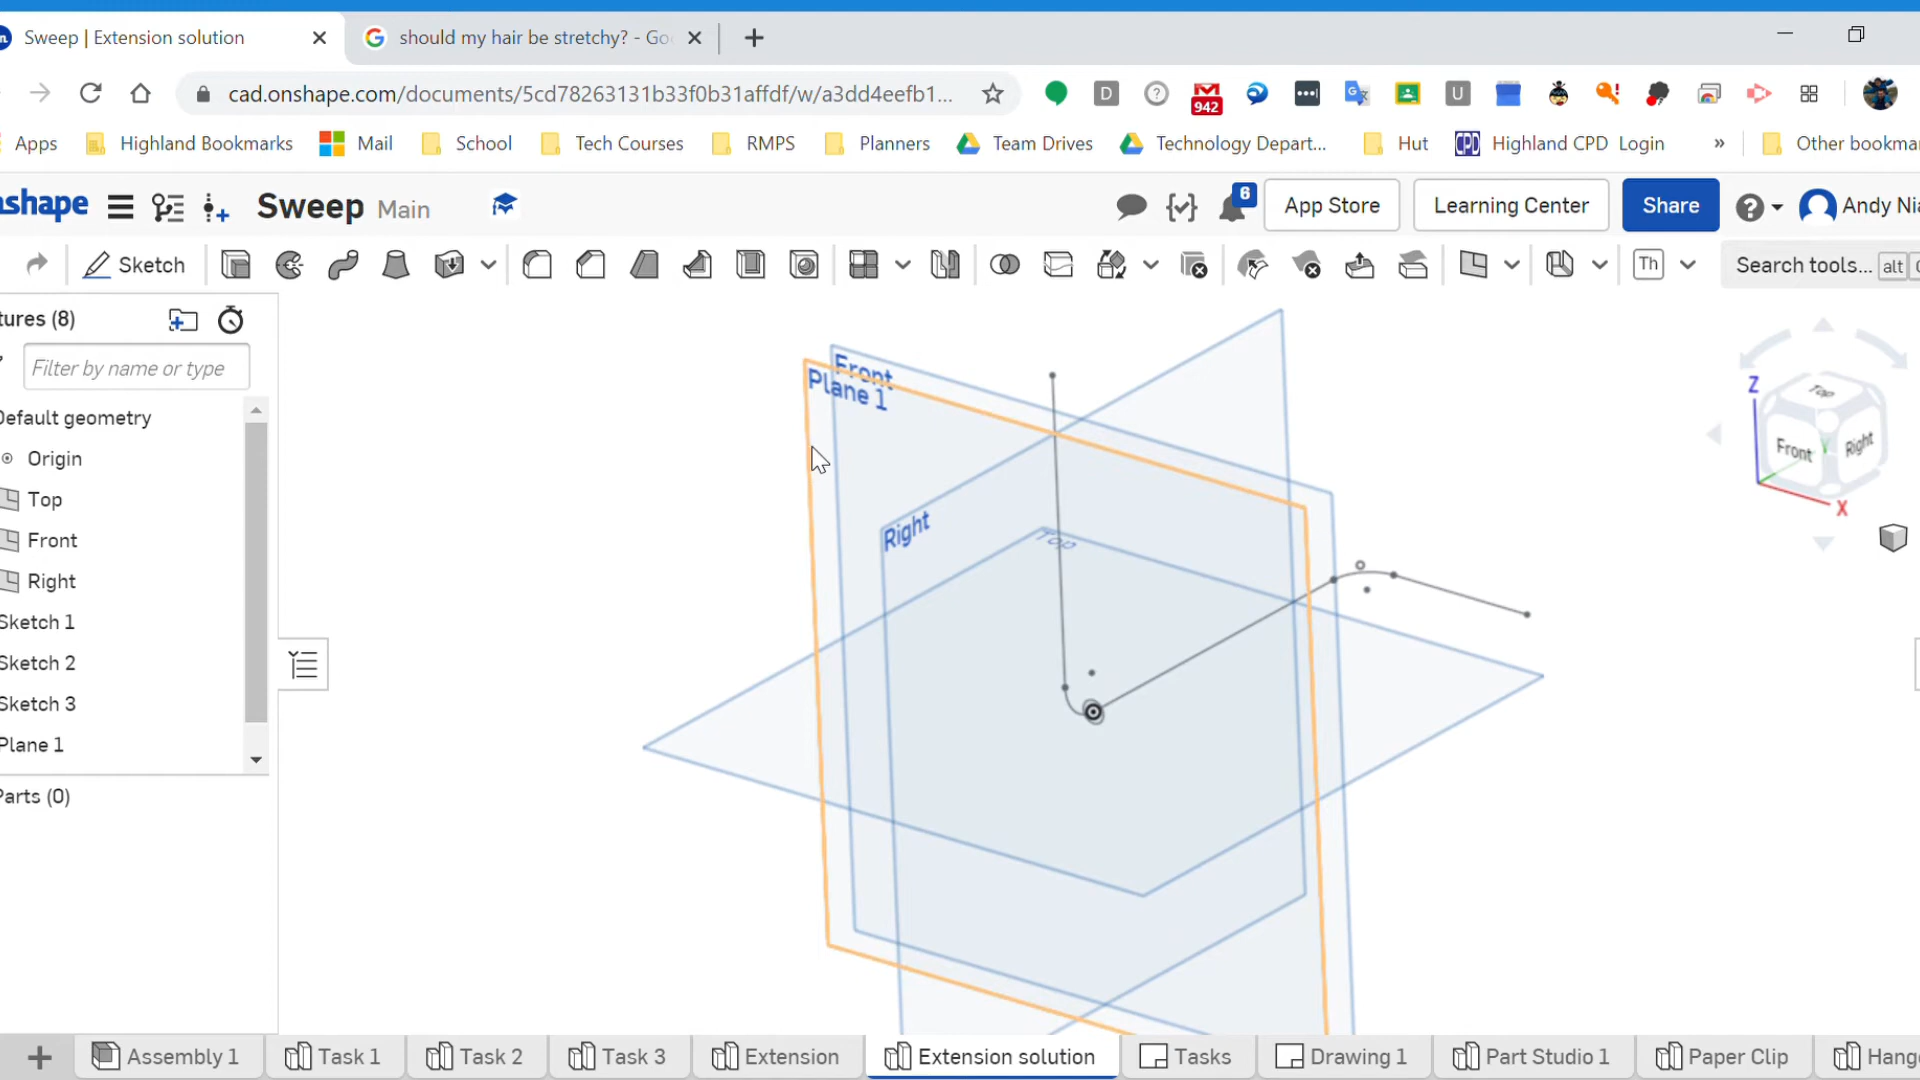 Sweep | Extension solution
should my hair be stretchy? - Go
cad.onshape.com/documents/5cd78263131b33f0b31affdf/w/a3dd4eefb1...
D
942
U
Apps
Highland Bookmarks
Mail
School
Tech Courses
RMPS
Planners
Team Drives
Technology Depart...
Hut
Highland CPD Login
»
Other bookma
nshape
Sweep Main
6
App Store
Learning Center
Share
Andy Nia
Sketch
Th
Search tools...
alt
tures (8)
Filter by name or type
Default geometry
Origin
Top
Front
Right
Sketch 1
Sketch 2
Sketch 3
Plane 1
Parts (0)
Front
Plane 1
Right
Top
Z
Top
Front
Right
Y
X
Assembly 1
Task 1
Task 2
Task 3
Extension
Extension solution
Tasks
Drawing 1
Part Studio 1
Paper Clip
Hang